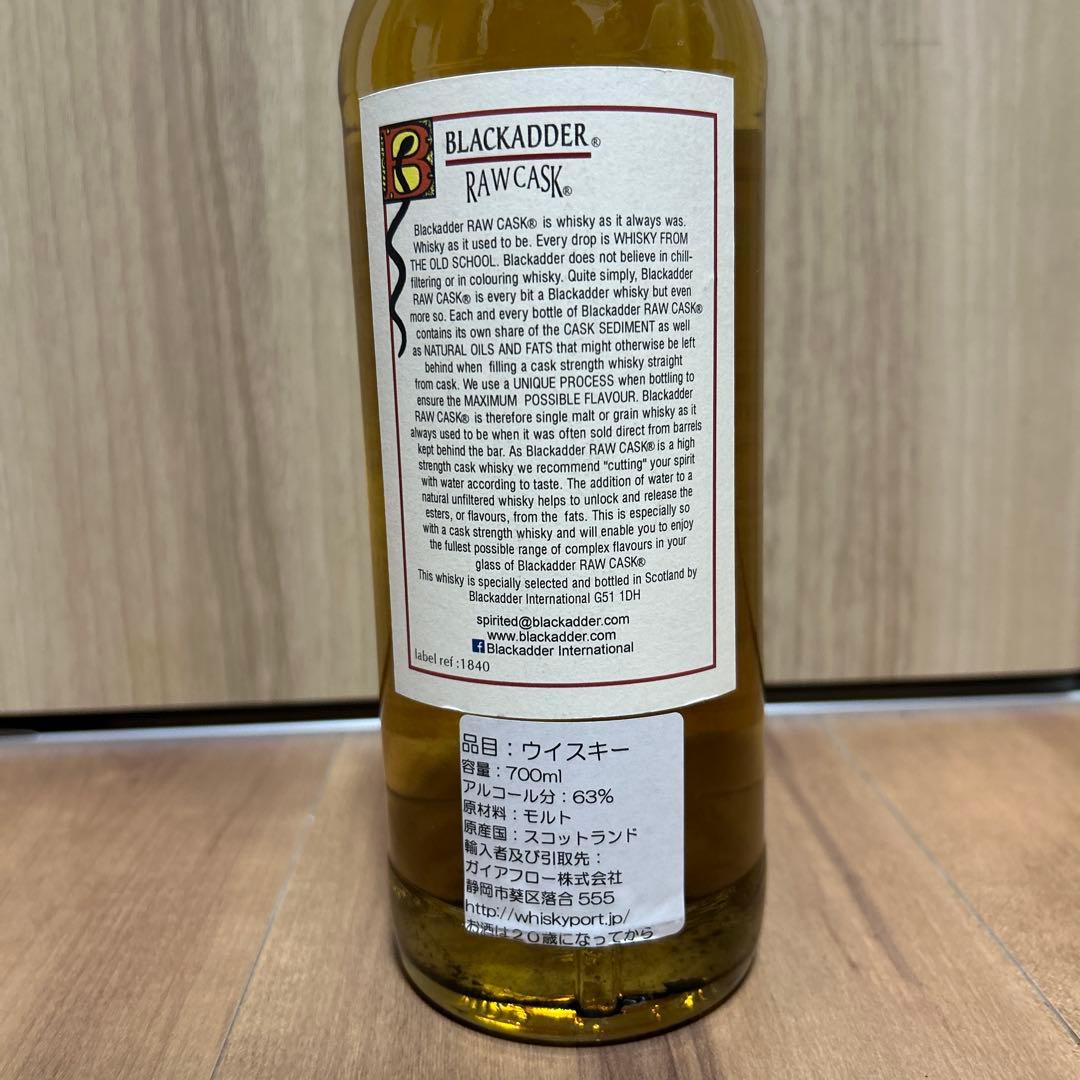 B
BLACKADDER®
RAW CASK®
Blackadder RAW CASK® is whisky as it always was.
Whisky as it used to be. Every drop is WHISKY FROM
THE OLD SCHOOL. Blackadder does not believe in chill-
filtering or in colouring whisky. Quite simply, Blackadder
RAW CASK® is every bit a Blackadder whisky but even
more so. Each and every bottle of Blackadder RAW CASK®
contains its own share of the CASK SEDIMENT as well
as NATURAL OILS AND FATS that might otherwise be left
behind when filling a cask strength whisky straight
from cask. We use a UNIQUE PROCESS when bottling to
ensure the MAXIMUM POSSIBLE FLAVOUR. Blackadder
RAW CASK® is therefore single malt or grain whisky as it
always used to be when it was often sold direct from barrels
kept behind the bar. As Blackadder RAW CASK® is a high
strength cask whisky we recommend "cutting" your spirit
with water according to taste. The addition of water to a
natural unfiltered whisky helps to unlock and release the
esters, or flavours, from the fats. This is especially so
with a cask strength whisky and will enable you to enjoy
the fullest possible range of complex flavours in your
glass of Blackadder RAW CASK®
This whisky is specially selected and bottled in Scotland by
Blackadder International G51 1DH
spirited@blackadder.com
www.blackadder.com
f Blackadder International
label ref :1840
品目：ウイスキー
容量：700ml
アルコール分：63%
原材料：モルト
原産国：スコットランド
輸入者及び引取先：
ガイアフロー株式会社
静岡市葵区落合 555
http://whiskyport.jp/
お酒は２０歳になってから